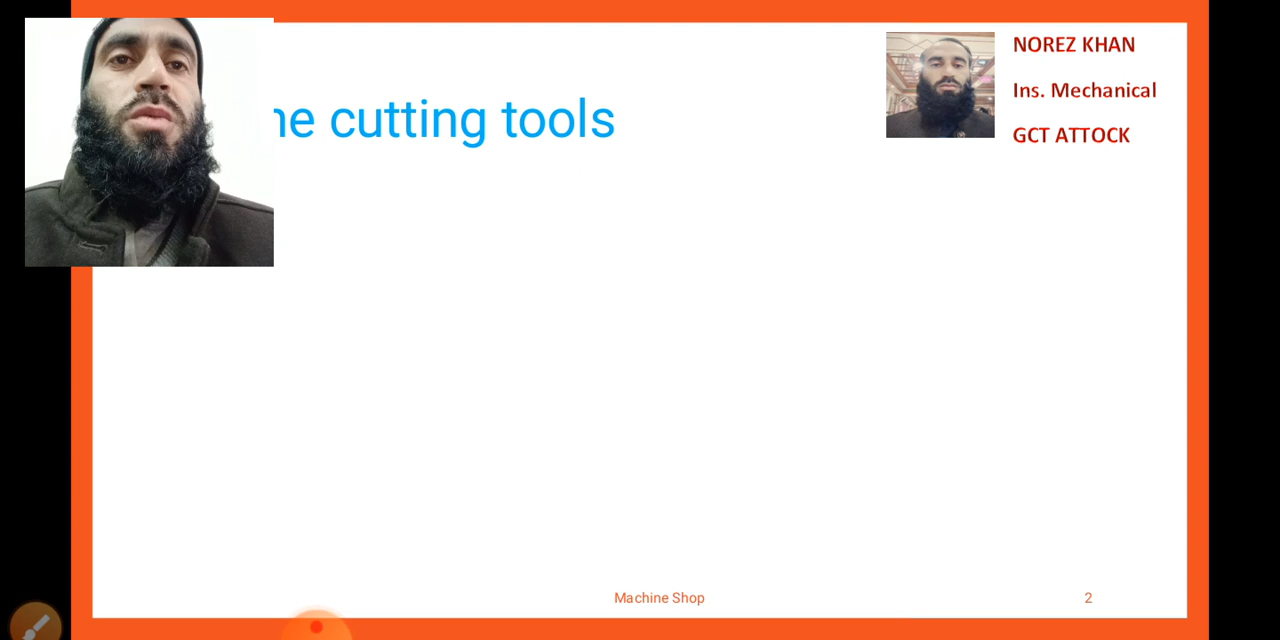 ne cutting tools
NOREZ KHAN
Ins. Mechanical
GCT ATTOCK
Machine Shop
2